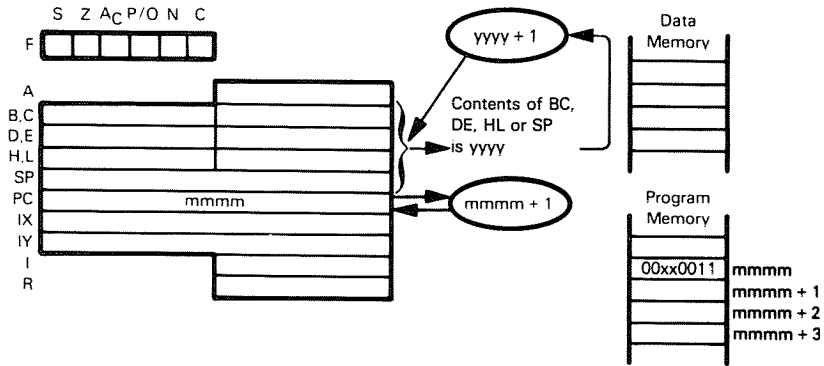 S Z AC P/O N C
F
A
B,C
D,E
H,L
SP
PC
IX
IY
I
R
mmmm
yyyy + 1
Contents of BC,
DE, HL or SP
is yyyy
mmmm + 1
Data
Memory
Program
Memory
00xx0011 mmmm
mmmm + 1
mmmm + 2
mmmm + 3